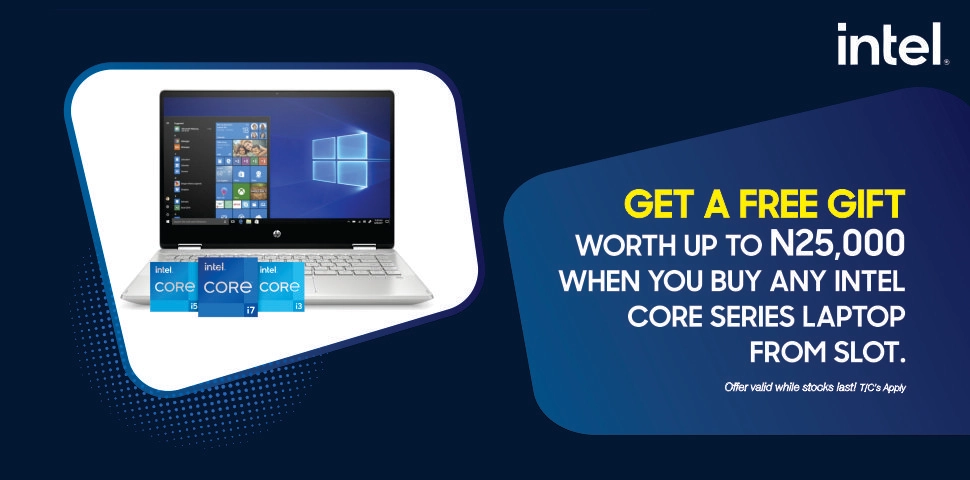 intel.
GET A FREE GIFT
WORTH UP TO N25,000
WHEN YOU BUY ANY INTEL
CORE SERIES LAPTOP
FROM SLOT.
Offer valid while stocks last! T/C's Apply
intel.
CORE
i5
intel.
CORE
i7
intel.
CORE
i3
hp